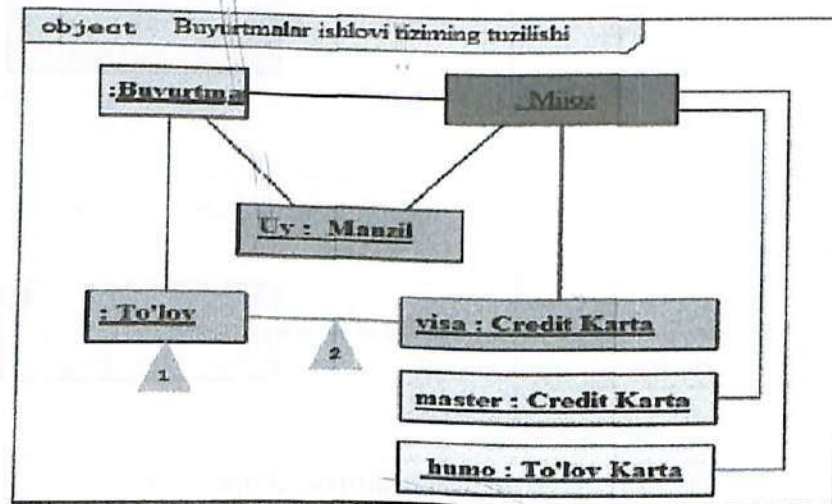 object Buyurtmalar ishlovi tiziming tuzilishi
:Buyurtma
: Mijoz
Uy : Manzil
: To'lov
visa : Credit Karta
1
2
master : Credit Karta
humo : To'lov Karta